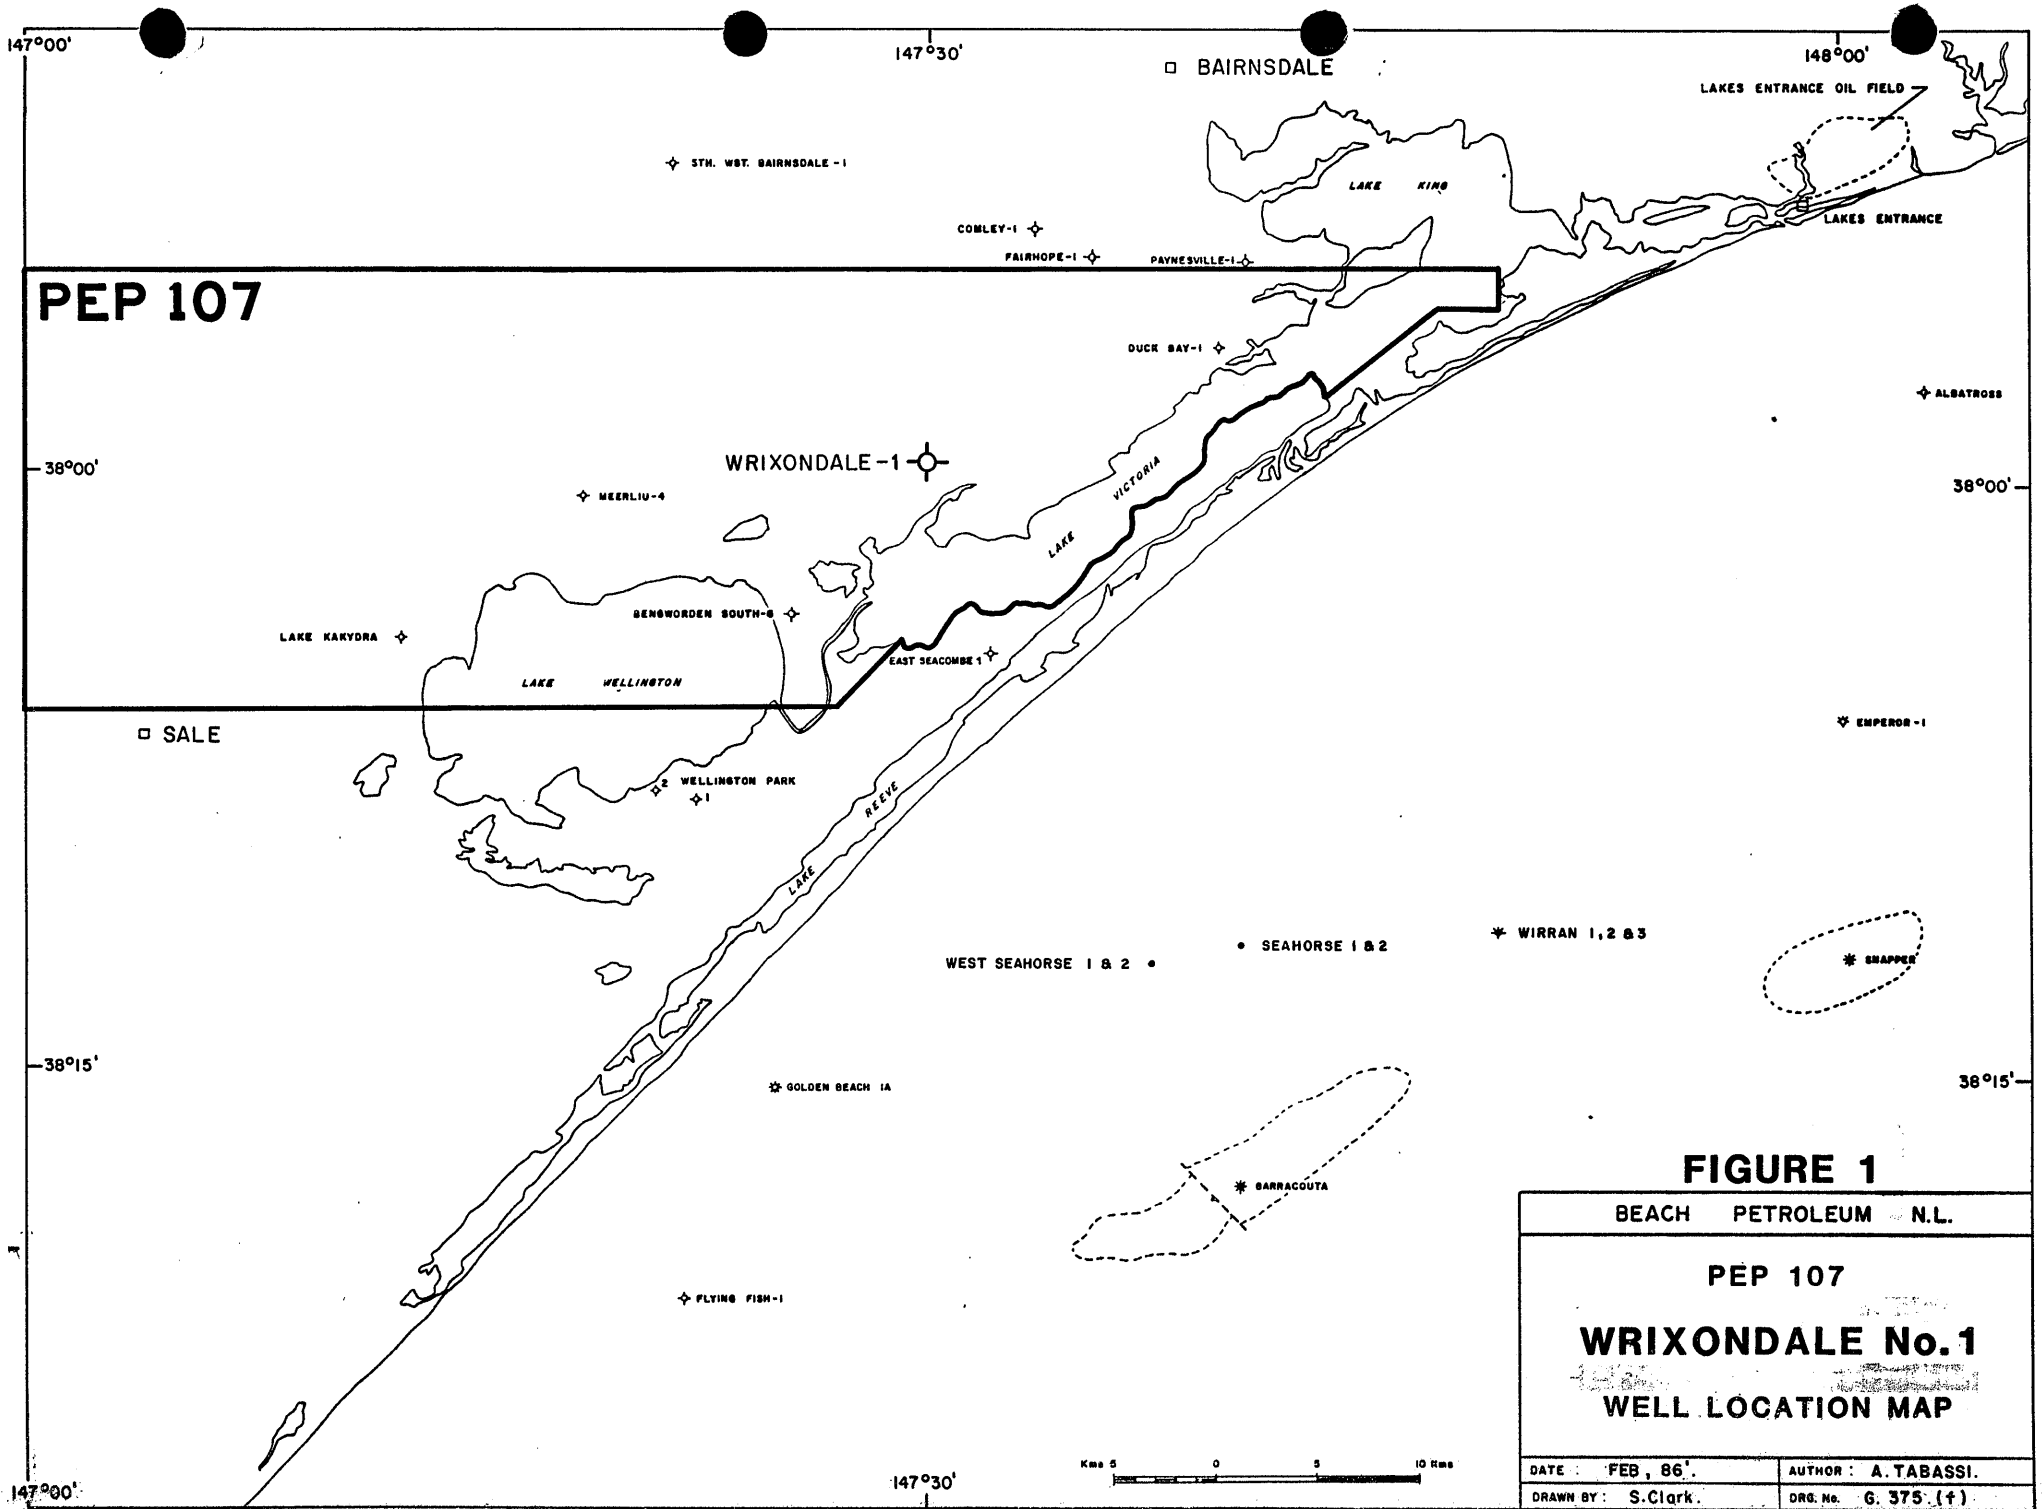 147°00'
147°30'
148°00'
BAIRNSDALE
LAKES ENTRANCE OIL FIELD
STH. WST. BAIRNSDALE-1
LAKE KING
COMLEY-1
LAKES ENTRANCE
FAIRHOPE-1
PAYNESVILLE-1
PEP 107
DUCK BAY-1
ALBATROSS
WRIXONDALE-1
38°00'
38°00'
MEERLIU-4
LAKE VICTORIA
BENGWORDEN SOUTH-6
LAKE KAKYDRA
EAST SEACOMBE 1
LAKE WELLINGTON
EMPEROR-1
SALE
2 WELLINGTON PARK
1
LAKE REEVE
WIRRAN 1,2 & 3
SEAHORSE 1 & 2
WEST SEAHORSE 1 & 2
SNAPPER
38°15'
38°15'
GOLDEN BEACH 1A
BARRACOUTA
FLYING FISH-1
FIGURE 1
BEACH PETROLEUM N.L.
PEP 107
WRIXONDALE No.1
WELL LOCATION MAP
Kms 5 0 5 10 Kms
DATE: FEB, 86'.
AUTHOR: A. TABASSI.
DRAWN BY: S.Clark.
DRG. No. G. 375.(f)
147°00'
147°30'